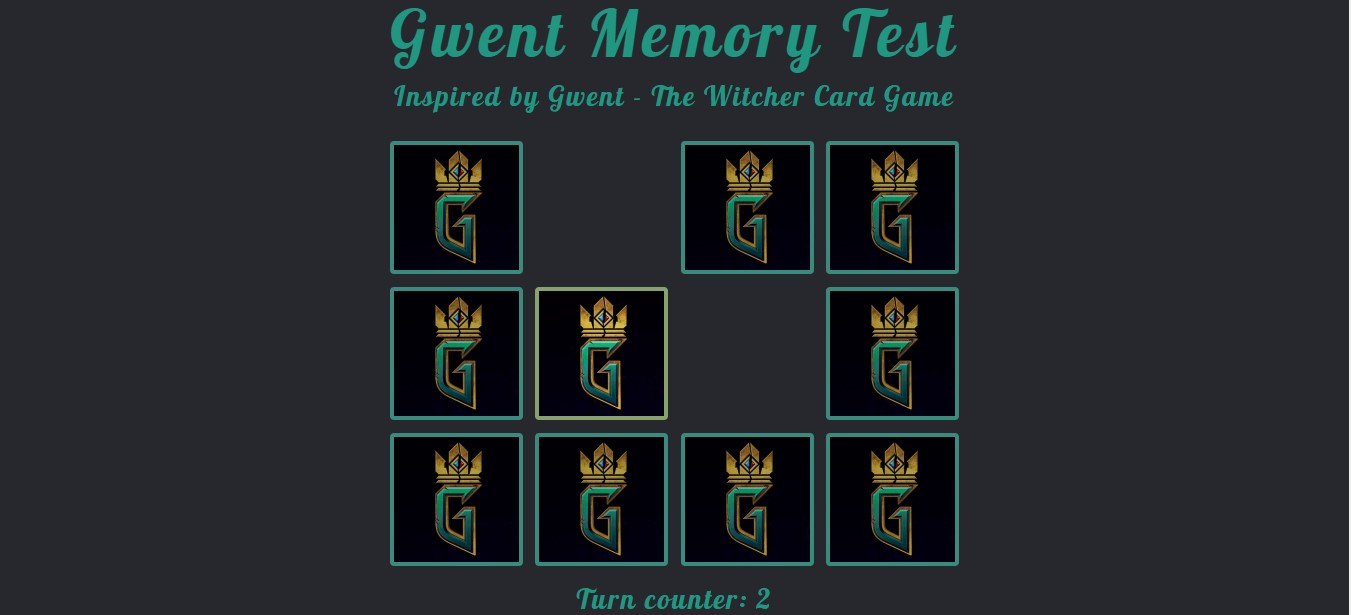 Gwent Memory Test
Inspired by Gwent - The Witcher Card Game
G G G
G G G
G G G G
Turn counter: 2